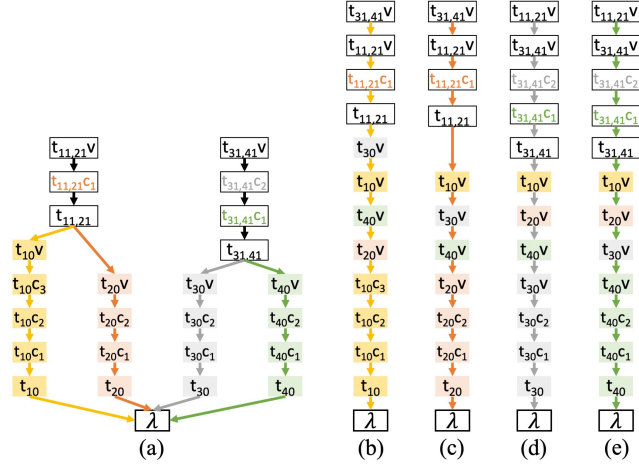 t₁₁,₂₁v
t₁₁,₂₁c₁
t₁₁,₂₁
t₁₀v
t₁₀c₃
t₁₀c₂
t₁₀c₁
t₁₀
t₂₀v
t₂₀c₂
t₂₀c₁
t₂₀
t₃₁,₄₁v
t₃₁,₄₁c₂
t₃₁,₄₁c₁
t₃₁,₄₁
t₃₀v
t₃₀c₂
t₃₀c₁
t₃₀
t₄₀v
t₄₀c₂
t₄₀c₁
t₄₀
λ
(a)
t₃₁,₄₁v
t₁₁,₂₁v
t₁₁,₂₁c₁
t₁₁,₂₁
t₃₀v
t₁₀v
t₄₀v
t₂₀v
t₁₀c₃
t₁₀c₂
t₁₀c₁
t₁₀
λ
(b)
t₃₁,₄₁v
t₁₁,₂₁v
t₁₁,₂₁c₁
t₁₁,₂₁
t₁₀v
t₃₀v
t₄₀v
t₂₀v
t₂₀c₂
t₂₀c₁
t₂₀
λ
(c)
t₁₁,₂₁v
t₃₁,₄₁v
t₃₁,₄₁c₂
t₃₁,₄₁c₁
t₃₁,₄₁
t₁₀v
t₂₀v
t₄₀v
t₃₀v
t₃₀c₂
t₃₀c₁
t₃₀
λ
(d)
t₁₁,₂₁v
t₃₁,₄₁v
t₃₁,₄₁c₂
t₃₁,₄₁c₁
t₃₁,₄₁
t₁₀v
t₂₀v
t₃₀v
t₄₀v
t₄₀c₂
t₄₀c₁
t₄₀
λ
(e)